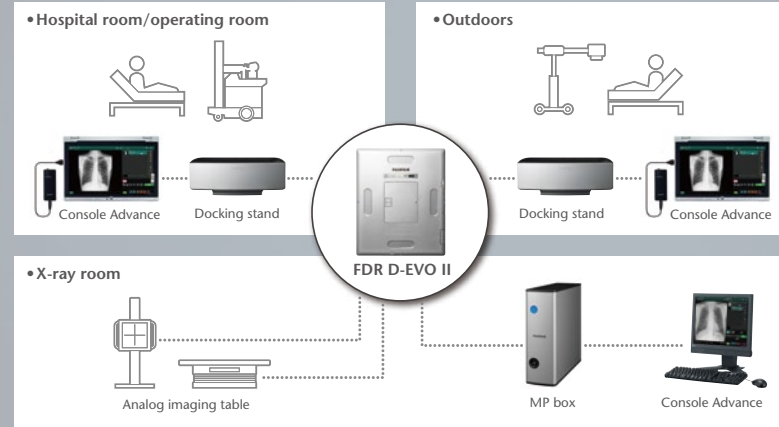 •Hospital room/operating room
Console Advance
Docking stand
•Outdoors
Docking stand
Console Advance
FUJIFILM
FDR D-EVO II
•X-ray room
Analog imaging table
MP box
Console Advance